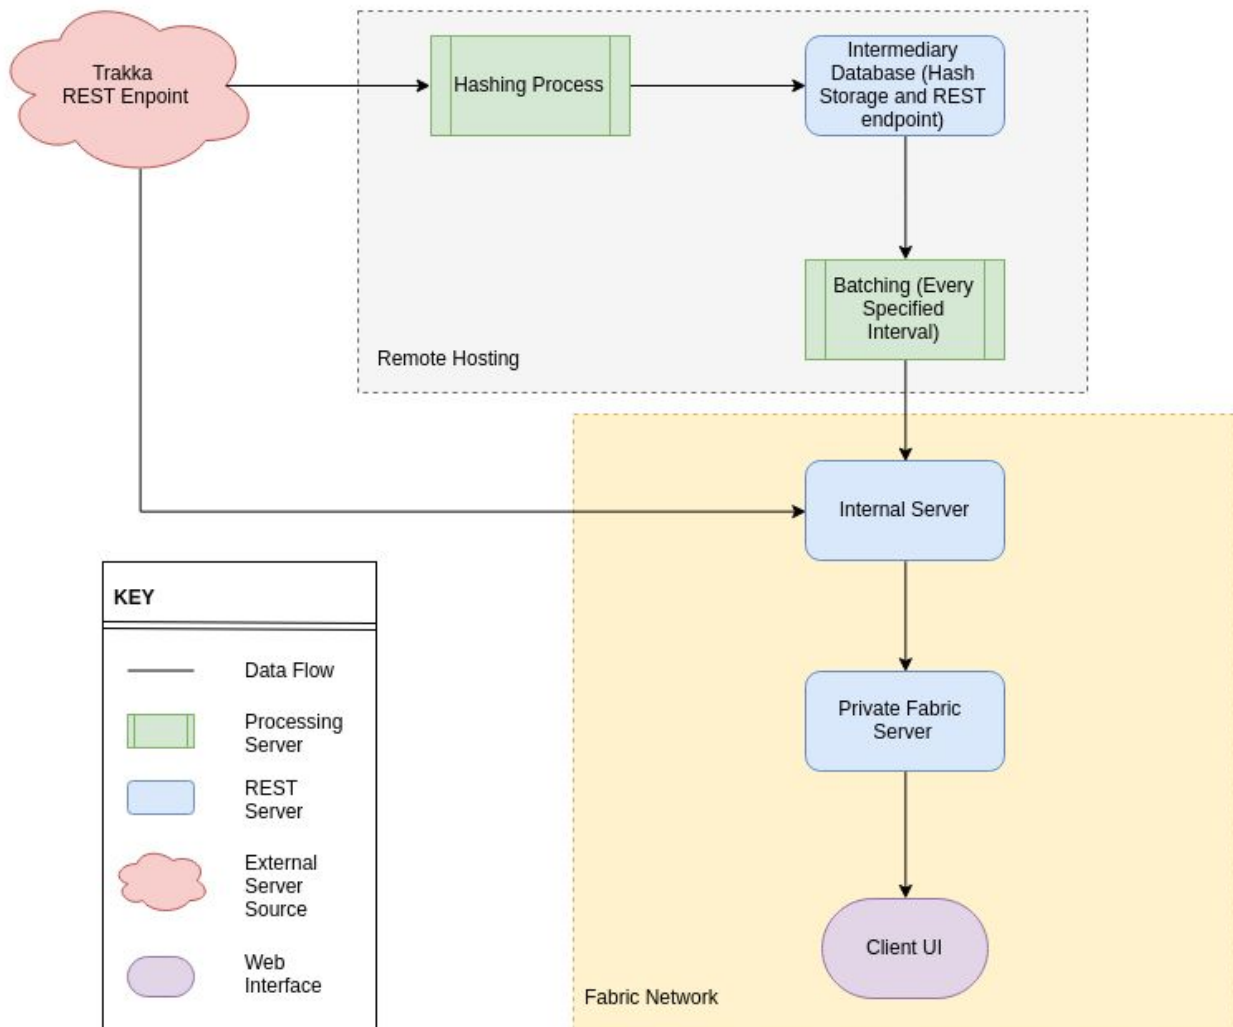 Trakka
REST Enpoint
Hashing Process
Intermediary
Database (Hash
Storage and REST
endpoint)
Batching (Every
Specified
Interval)
Remote Hosting
Internal Server
Private Fabric
Server
Client UI
Fabric Network
KEY
Data Flow
Processing
Server
REST
Server
External
Server
Source
Web
Interface